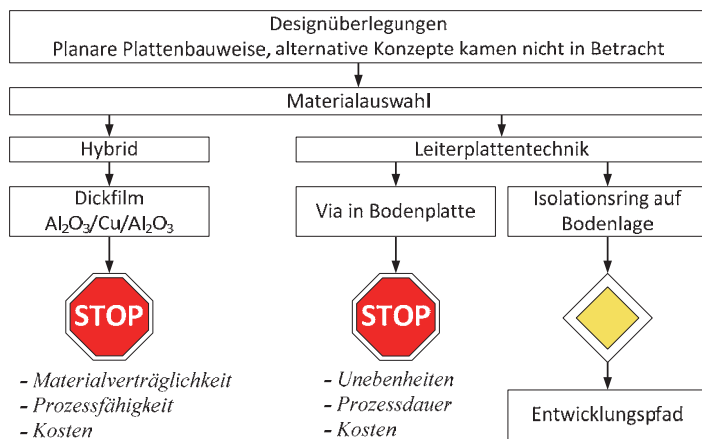 Designüberlegungen
Planare Plattenbauweise, alternative Konzepte kamen nicht in Betracht
Materialauswahl
Hybrid
Leiterplattentechnik
Dickfilm
Al₂O₃/Cu/Al₂O₃
Via in Bodenplatte
Isolationsring auf
Bodenlage
STOP
STOP
- Materialverträglichkeit
- Prozessfähigkeit
- Kosten
- Unebenheiten
- Prozessdauer
- Kosten
Entwicklungspfad